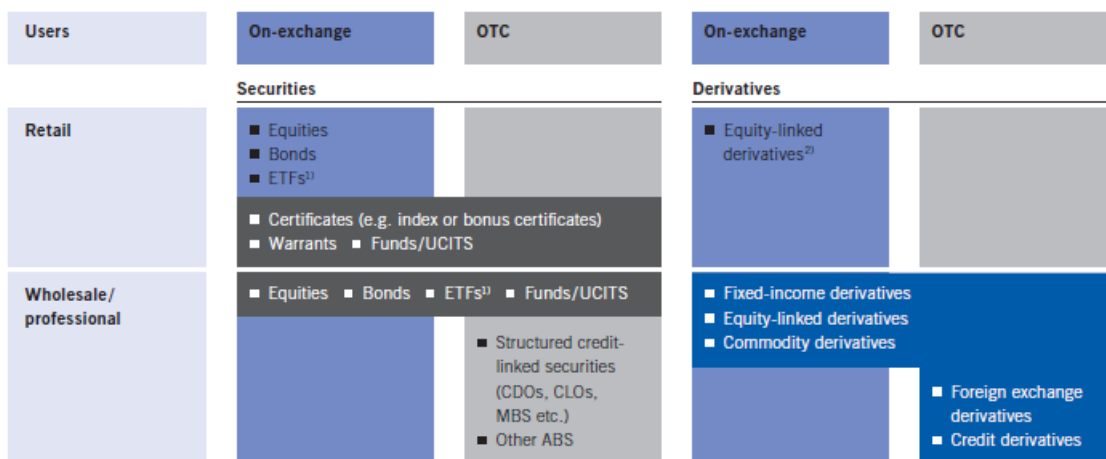 Users
On-exchange
OTC
On-exchange
OTC
Securities
Derivatives
Retail
■ Equities
■ Bonds
■ ETFs¹⁾
■ Equity-linked
derivatives²⁾
■ Certificates (e.g. index or bonus certificates)
■ Warrants ■ Funds/UCITS
Wholesale/
professional
■ Equities ■ Bonds ■ ETFs¹⁾ ■ Funds/UCITS
■ Structured credit-
linked securities
(CDOs, CLOs,
MBS etc.)
■ Other ABS
■ Fixed-income derivatives
■ Equity-linked derivatives
■ Commodity derivatives
■ Foreign exchange
derivatives
■ Credit derivatives